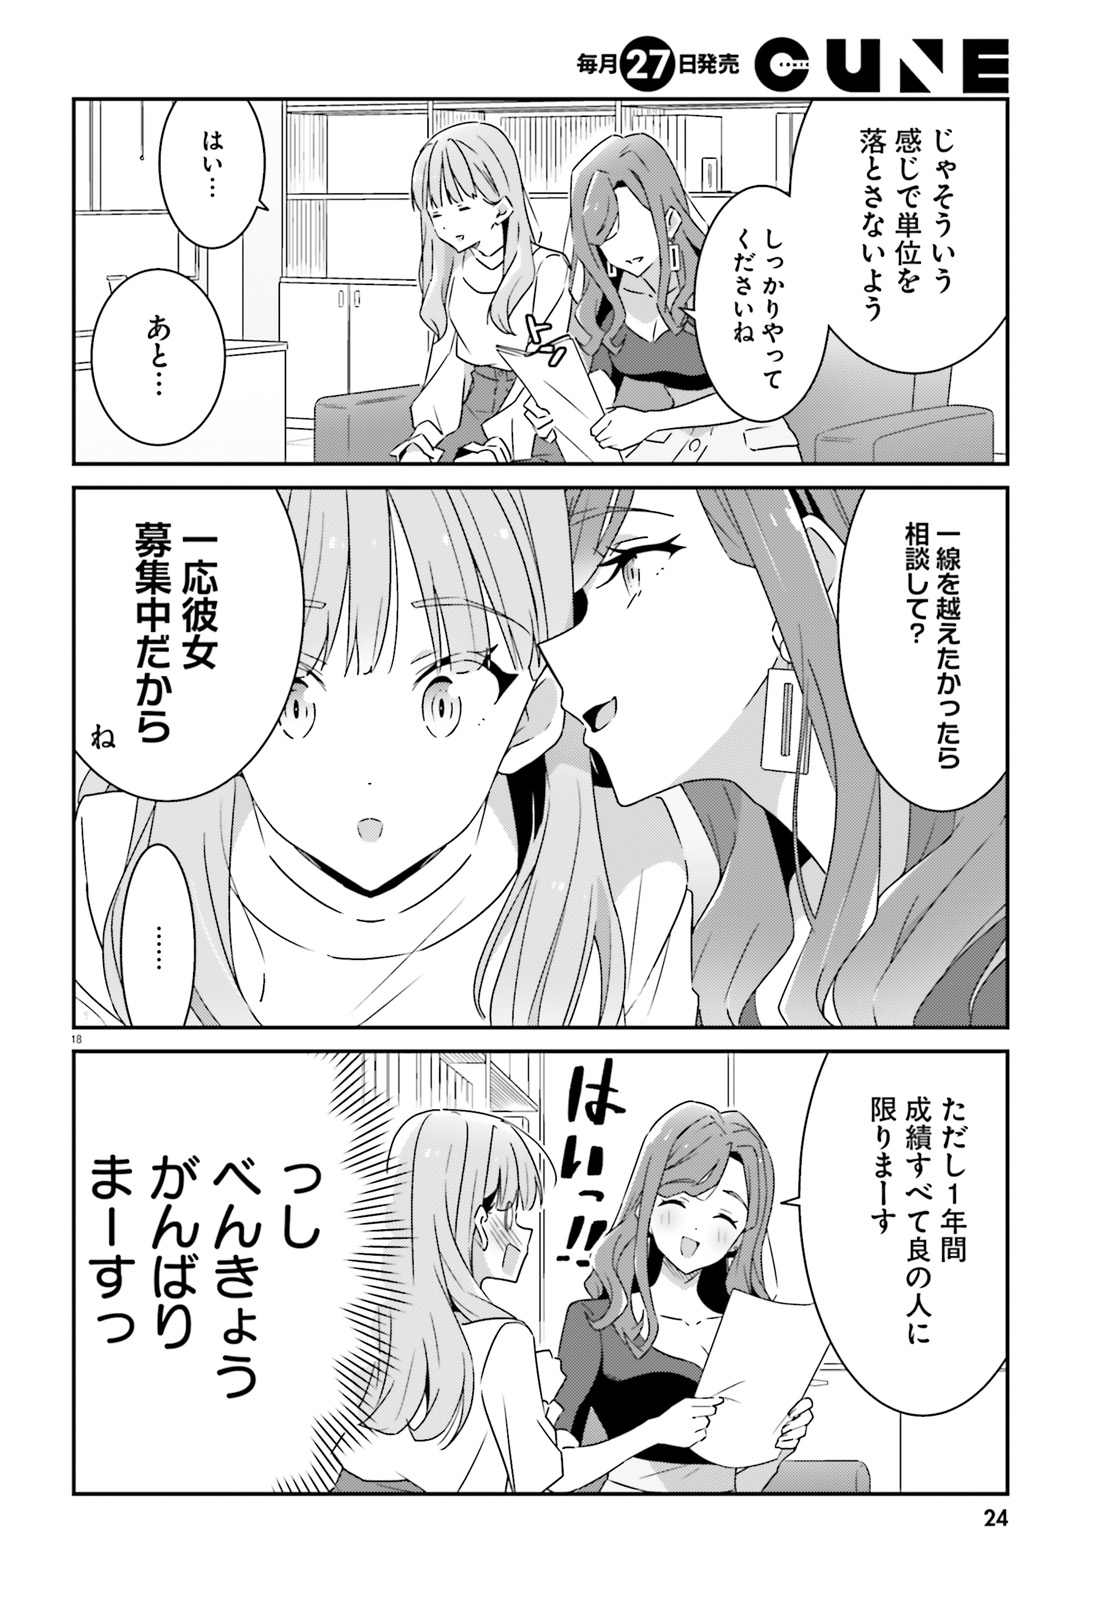 毎月27日発売 COMIC CUNE
じゃそういう
感じで単位を
落とさないよう
しっかりやって
くださいね
トンッ
はい…
あと…
一線を越えたかったら
相談して?
一応彼女
募集中だから
ね
……
18
ただし1年間
成績すべて良の人に
限りまーす
はいっ!!
っし
べんきょう
がんばり
まーすっ
24